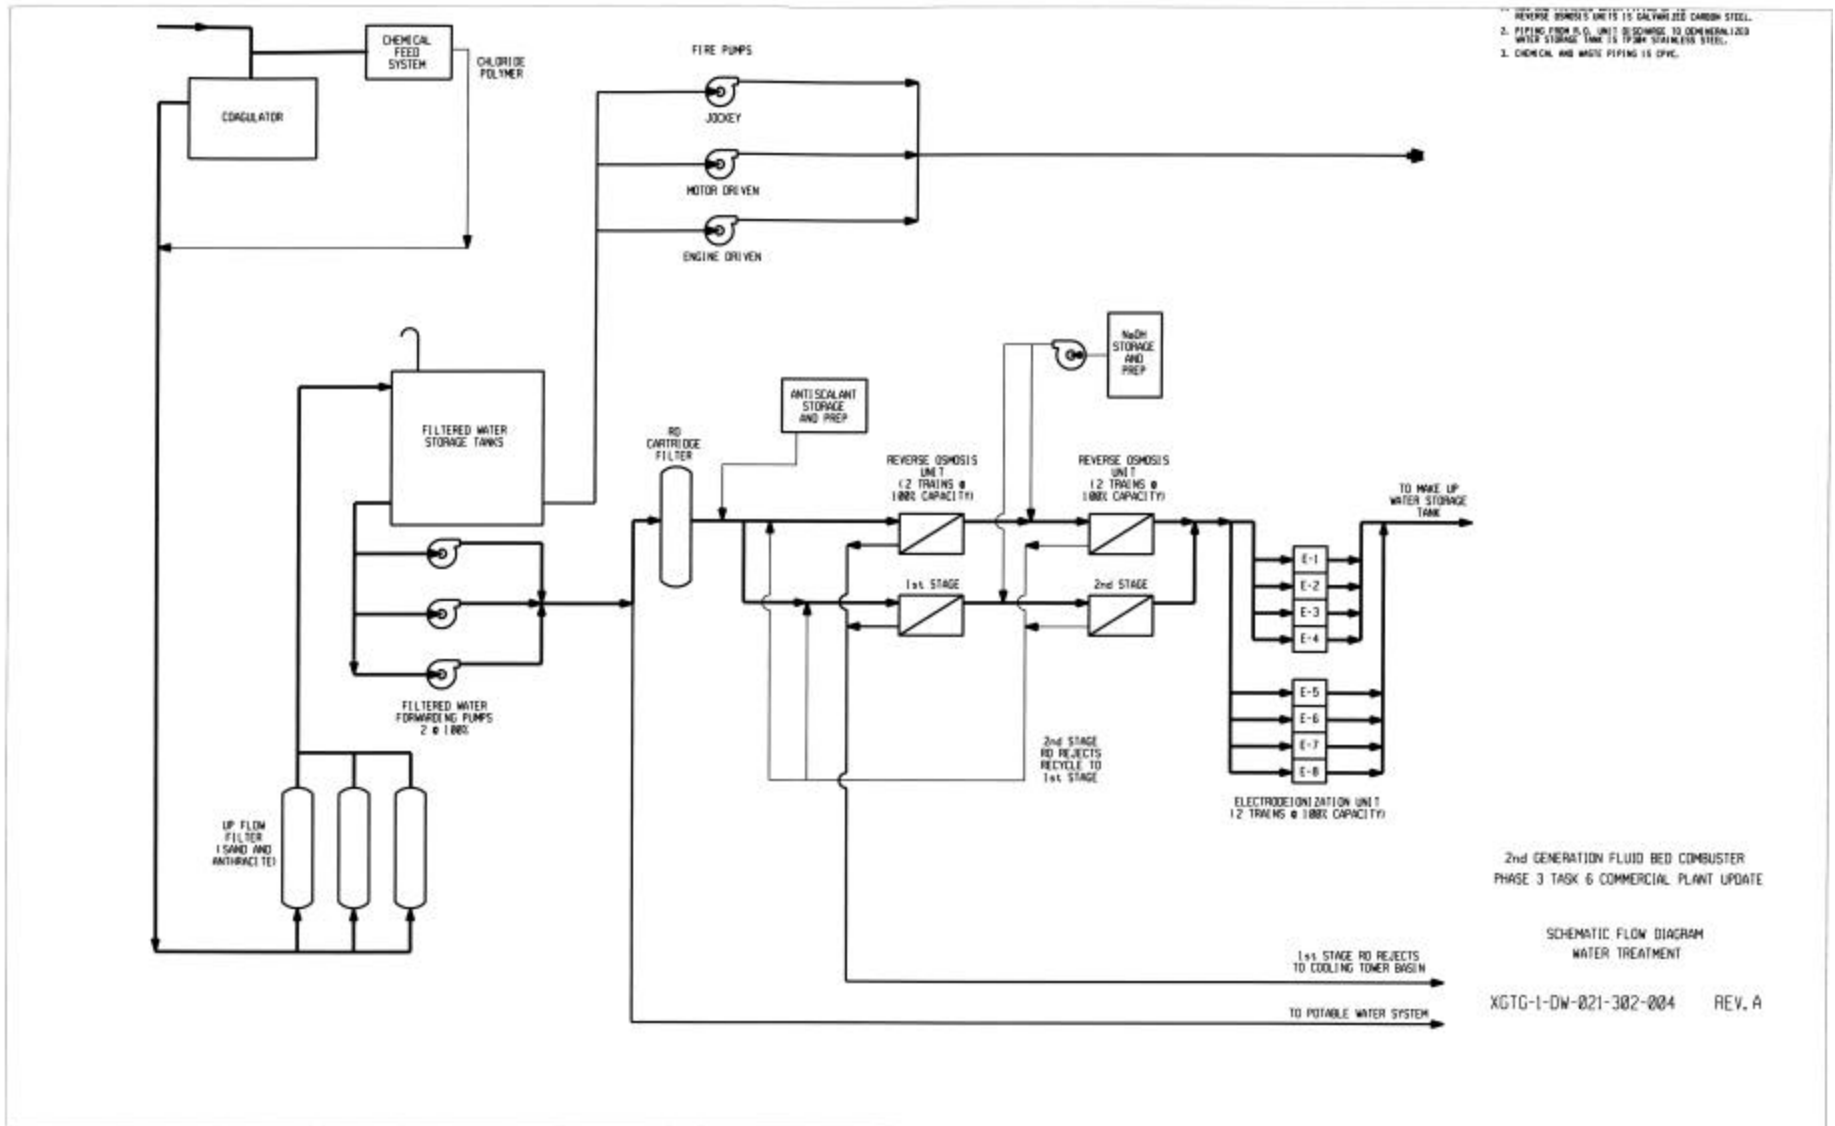 REVERSE OSMOSIS UNITS IS GALVANIZED CARBON STEEL.
2. PIPING FROM R.O. UNIT DISCHARGE TO DEMINERALIZED
WATER STORAGE TANK IS TP304 STAINLESS STEEL.
3. CHEMICAL AND WASTE PIPING IS CPVC.
CHEMICAL
FEED
SYSTEM
CHLORIDE
POLYMER
COAGULATOR
FIRE PUMPS
JOCKEY
MOTOR DRIVEN
ENGINE DRIVEN
FILTERED WATER
STORAGE TANKS
FILTERED WATER
FORWARDING PUMPS
2 @ 100%
UP FLOW
FILTER
(SAND AND
ANTHRACITE)
RO
CARTRIDGE
FILTER
ANTISCALANT
STORAGE
AND PREP
NaOH
STORAGE
AND
PREP
REVERSE OSMOSIS
UNIT
(2 TRAINS @
100% CAPACITY)
REVERSE OSMOSIS
UNIT
(2 TRAINS @
100% CAPACITY)
1st STAGE
2nd STAGE
2nd STAGE
RO REJECTS
RECYCLE TO
1st STAGE
TO MAKE UP
WATER STORAGE
TANK
E-1
E-2
E-3
E-4
E-5
E-6
E-7
E-8
ELECTRODEIONIZATION UNIT
(2 TRAINS @ 100% CAPACITY)
1st STAGE RO REJECTS
TO COOLING TOWER BASIN
TO POTABLE WATER SYSTEM
2nd GENERATION FLUID BED COMBUSTER
PHASE 3 TASK 6 COMMERCIAL PLANT UPDATE
SCHEMATIC FLOW DIAGRAM
WATER TREATMENT
XGTG-1-DW-021-302-004 REV. A